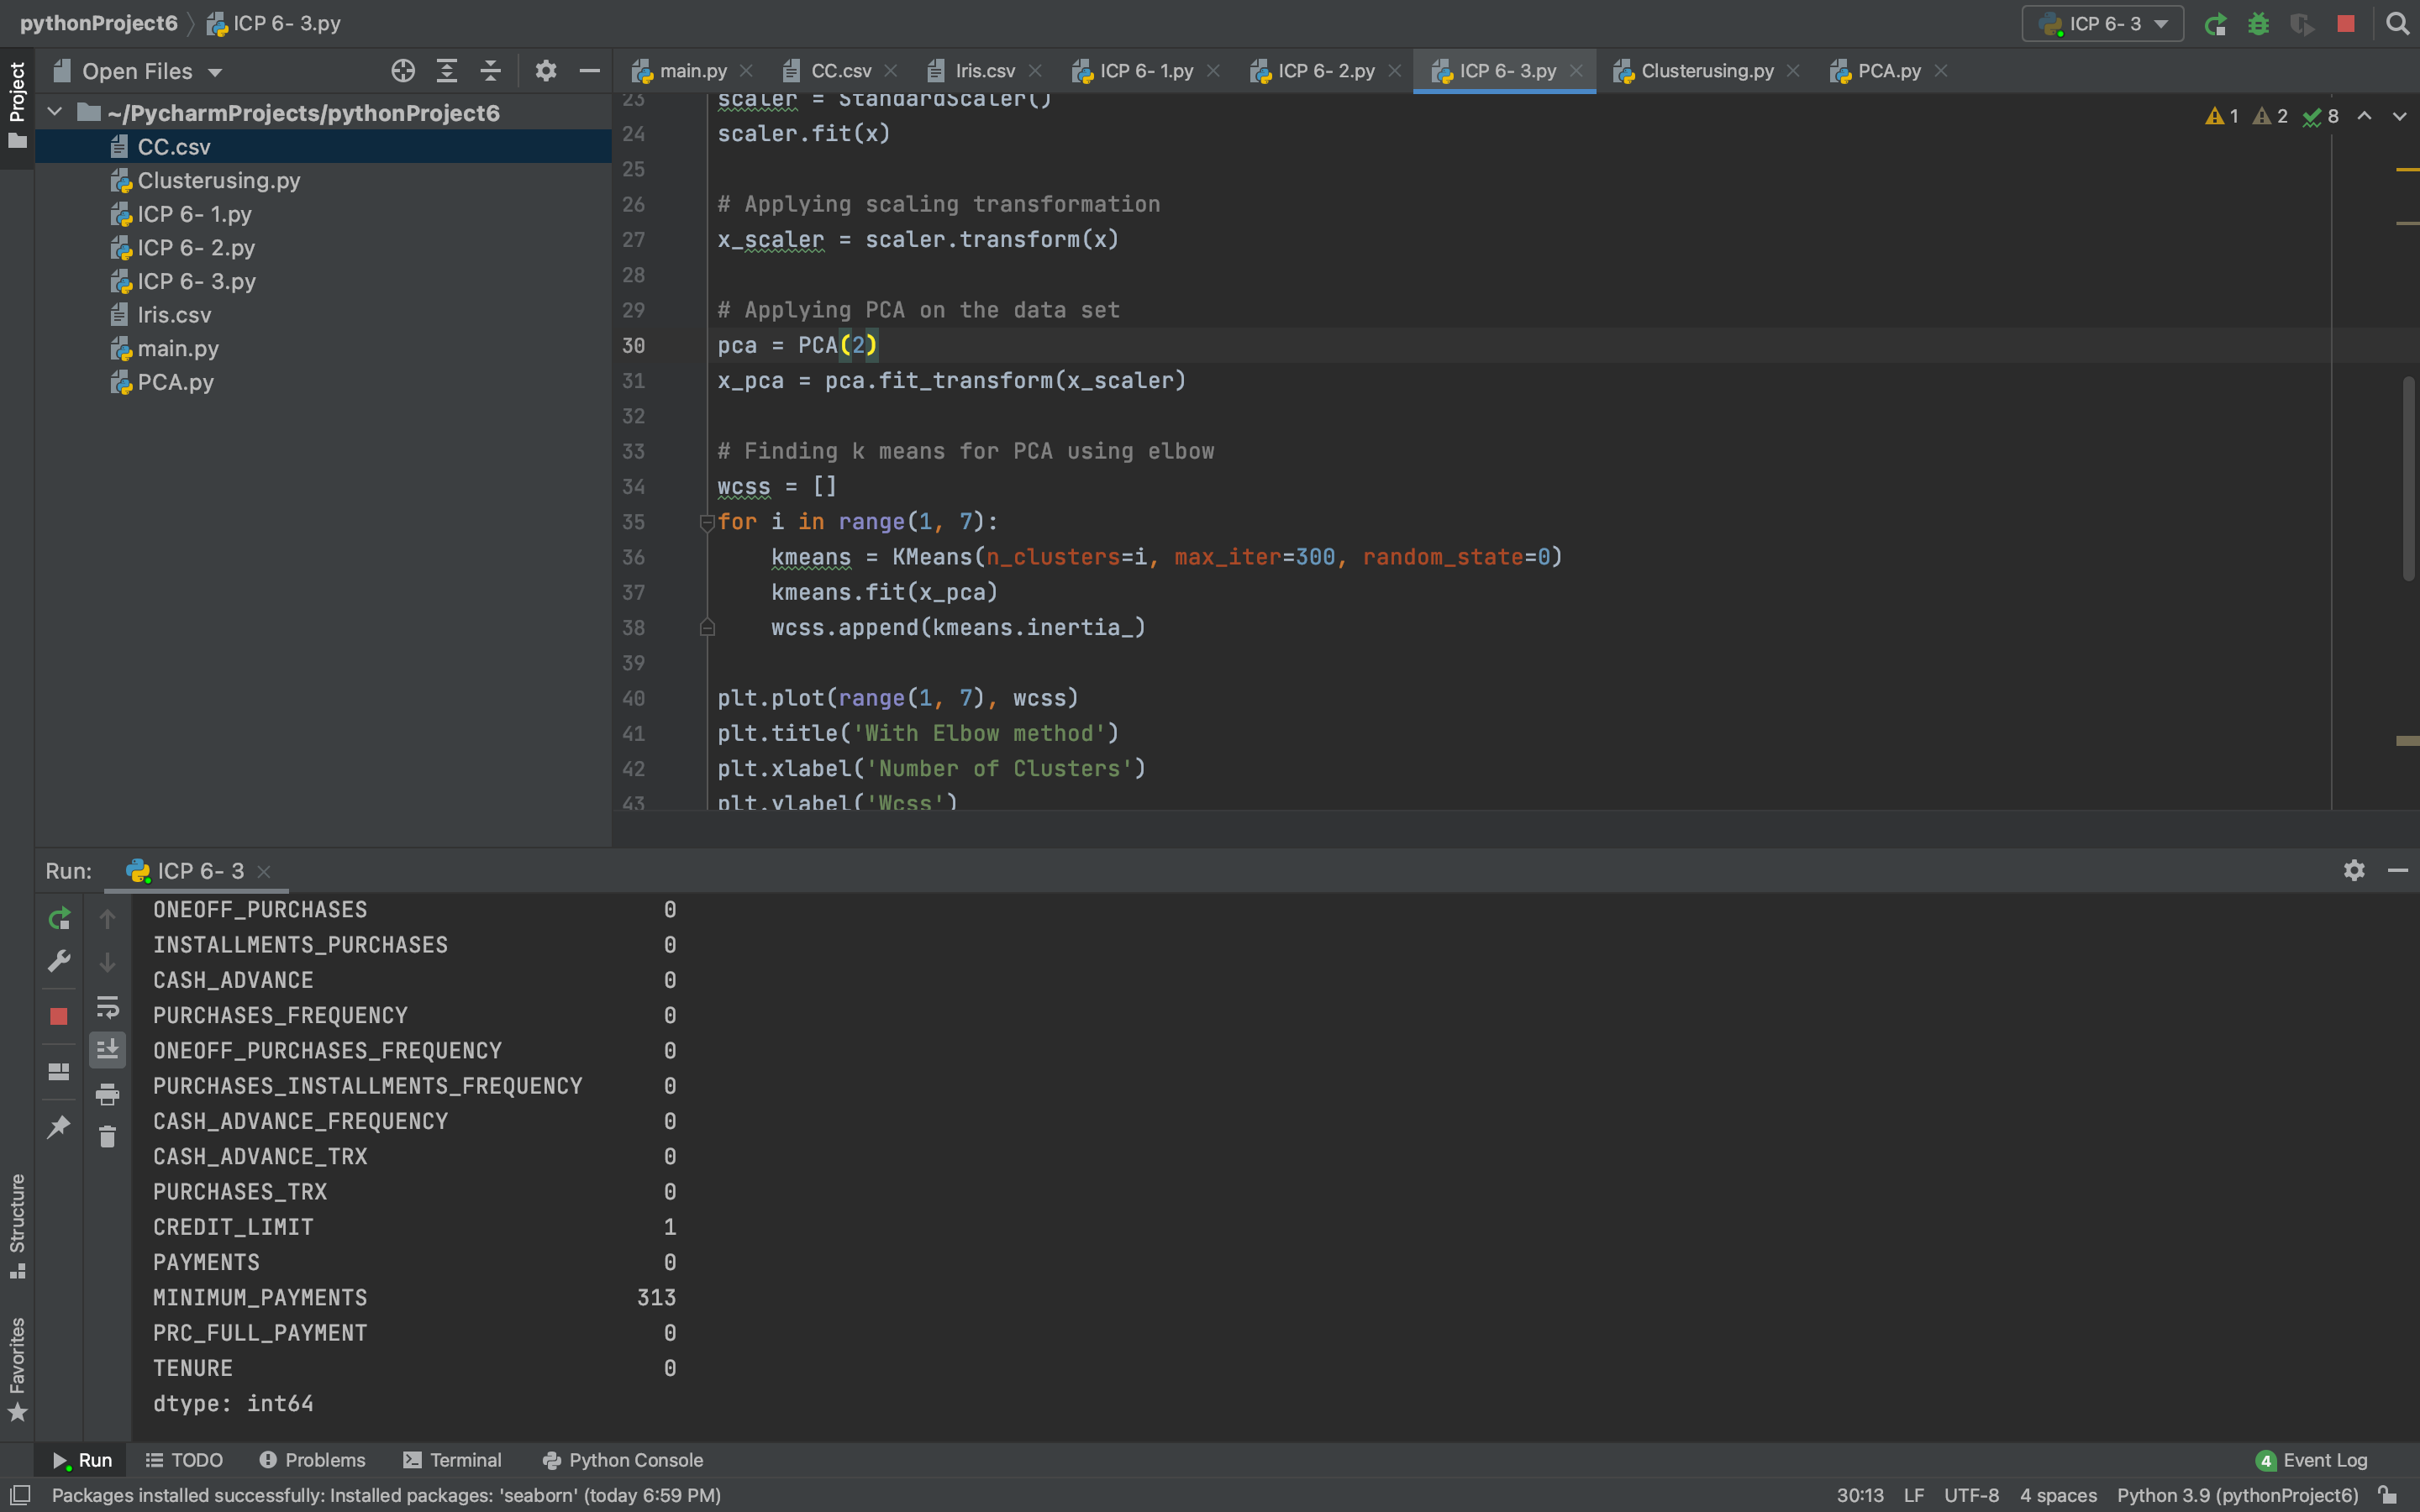 pythonProject6 ICP 6- 3.py
ICP 6- 3
Project
Open Files
main.py
CC.csv
Iris.csv
ICP 6- 1.py
ICP 6- 2.py
ICP 6- 3.py
Clusterusing.py
PCA.py
~/PycharmProjects/pythonProject6
CC.csv
Clusterusing.py
ICP 6- 1.py
ICP 6- 2.py
ICP 6- 3.py
Iris.csv
main.py
PCA.py
1 2 8
23 scaler = StandardScaler()
24 scaler.fit(x)
25
26 # Applying scaling transformation
27 x_scaler = scaler.transform(x)
28
29 # Applying PCA on the data set
30 pca = PCA(2)
31 x_pca = pca.fit_transform(x_scaler)
32
33 # Finding k means for PCA using elbow
34 wcss = []
35 for i in range(1, 7):
36 kmeans = KMeans(n_clusters=i, max_iter=300, random_state=0)
37 kmeans.fit(x_pca)
38 wcss.append(kmeans.inertia_)
39
40 plt.plot(range(1, 7), wcss)
41 plt.title('With Elbow method')
42 plt.xlabel('Number of Clusters')
43 plt.ylabel('Wcss')
Run: ICP 6- 3
ONEOFF_PURCHASES 0
INSTALLMENTS_PURCHASES 0
CASH_ADVANCE 0
PURCHASES_FREQUENCY 0
ONEOFF_PURCHASES_FREQUENCY 0
PURCHASES_INSTALLMENTS_FREQUENCY 0
CASH_ADVANCE_FREQUENCY 0
CASH_ADVANCE_TRX 0
PURCHASES_TRX 0
CREDIT_LIMIT 1
PAYMENTS 0
MINIMUM_PAYMENTS 313
PRC_FULL_PAYMENT 0
TENURE 0
dtype: int64
Structure
Favorites
Run TODO Problems Terminal Python Console 4 Event Log
Packages installed successfully: Installed packages: 'seaborn' (today 6:59 PM) 30:13 LF UTF-8 4 spaces Python 3.9 (pythonProject6)